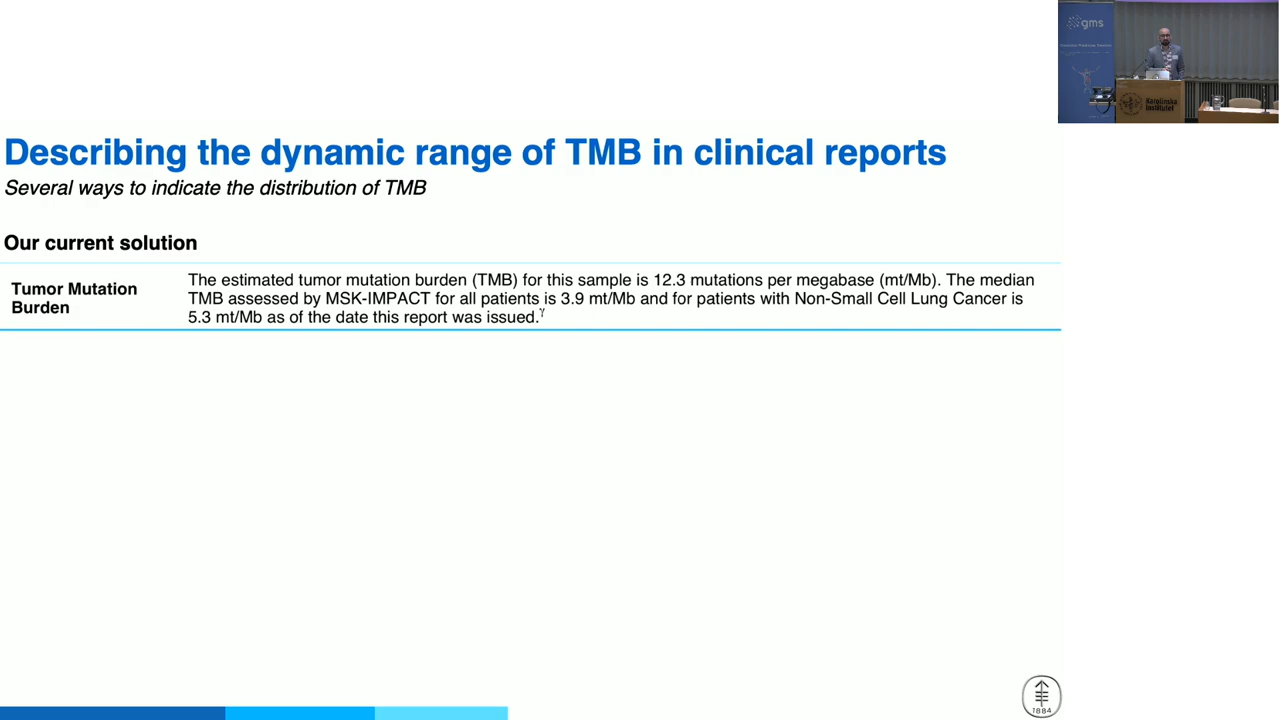 gms
Karolinska
Institutet
Describing the dynamic range of TMB in clinical reports
Several ways to indicate the distribution of TMB
Our current solution
Tumor Mutation
Burden
The estimated tumor mutation burden (TMB) for this sample is 12.3 mutations per megabase (mt/Mb). The median
TMB assessed by MSK-IMPACT for all patients is 3.9 mt/Mb and for patients with Non-Small Cell Lung Cancer is
5.3 mt/Mb as of the date this report was issued.γ
1884